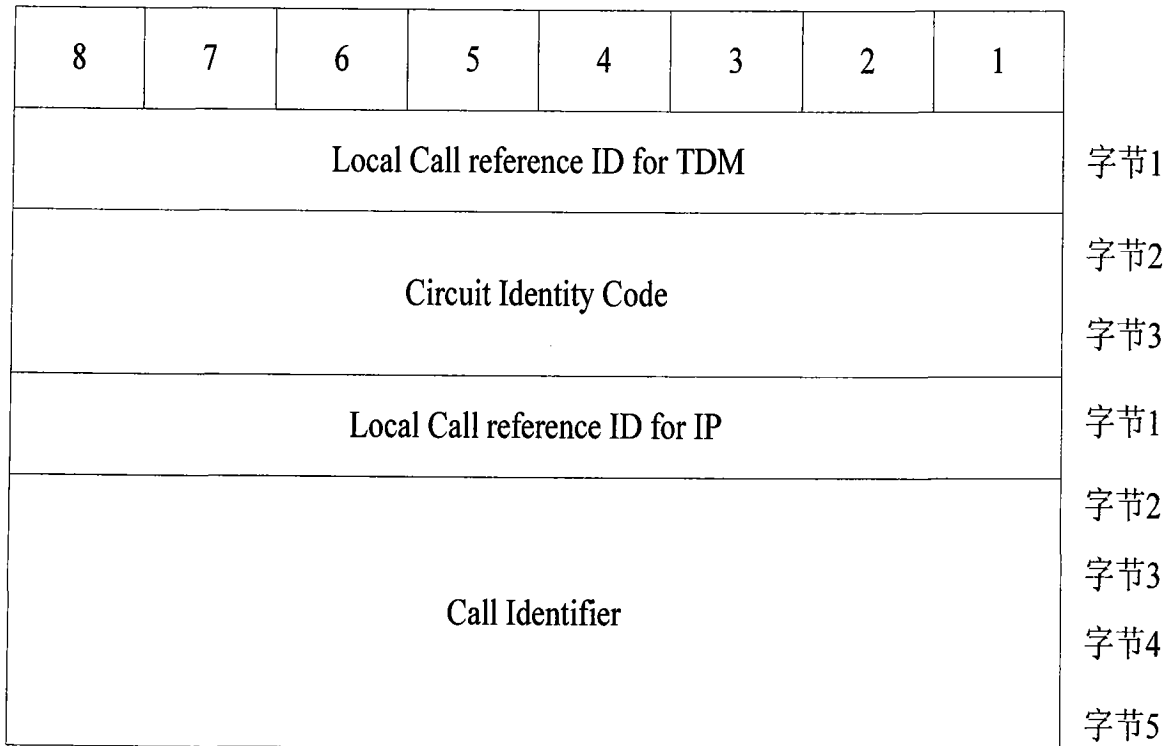 8 7 6 5 4 3 2 1
Local Call reference ID for TDM 字节1
字节2
Circuit Identity Code
字节3
Local Call reference ID for IP 字节1
字节2
字节3
Call Identifier
字节4
字节5